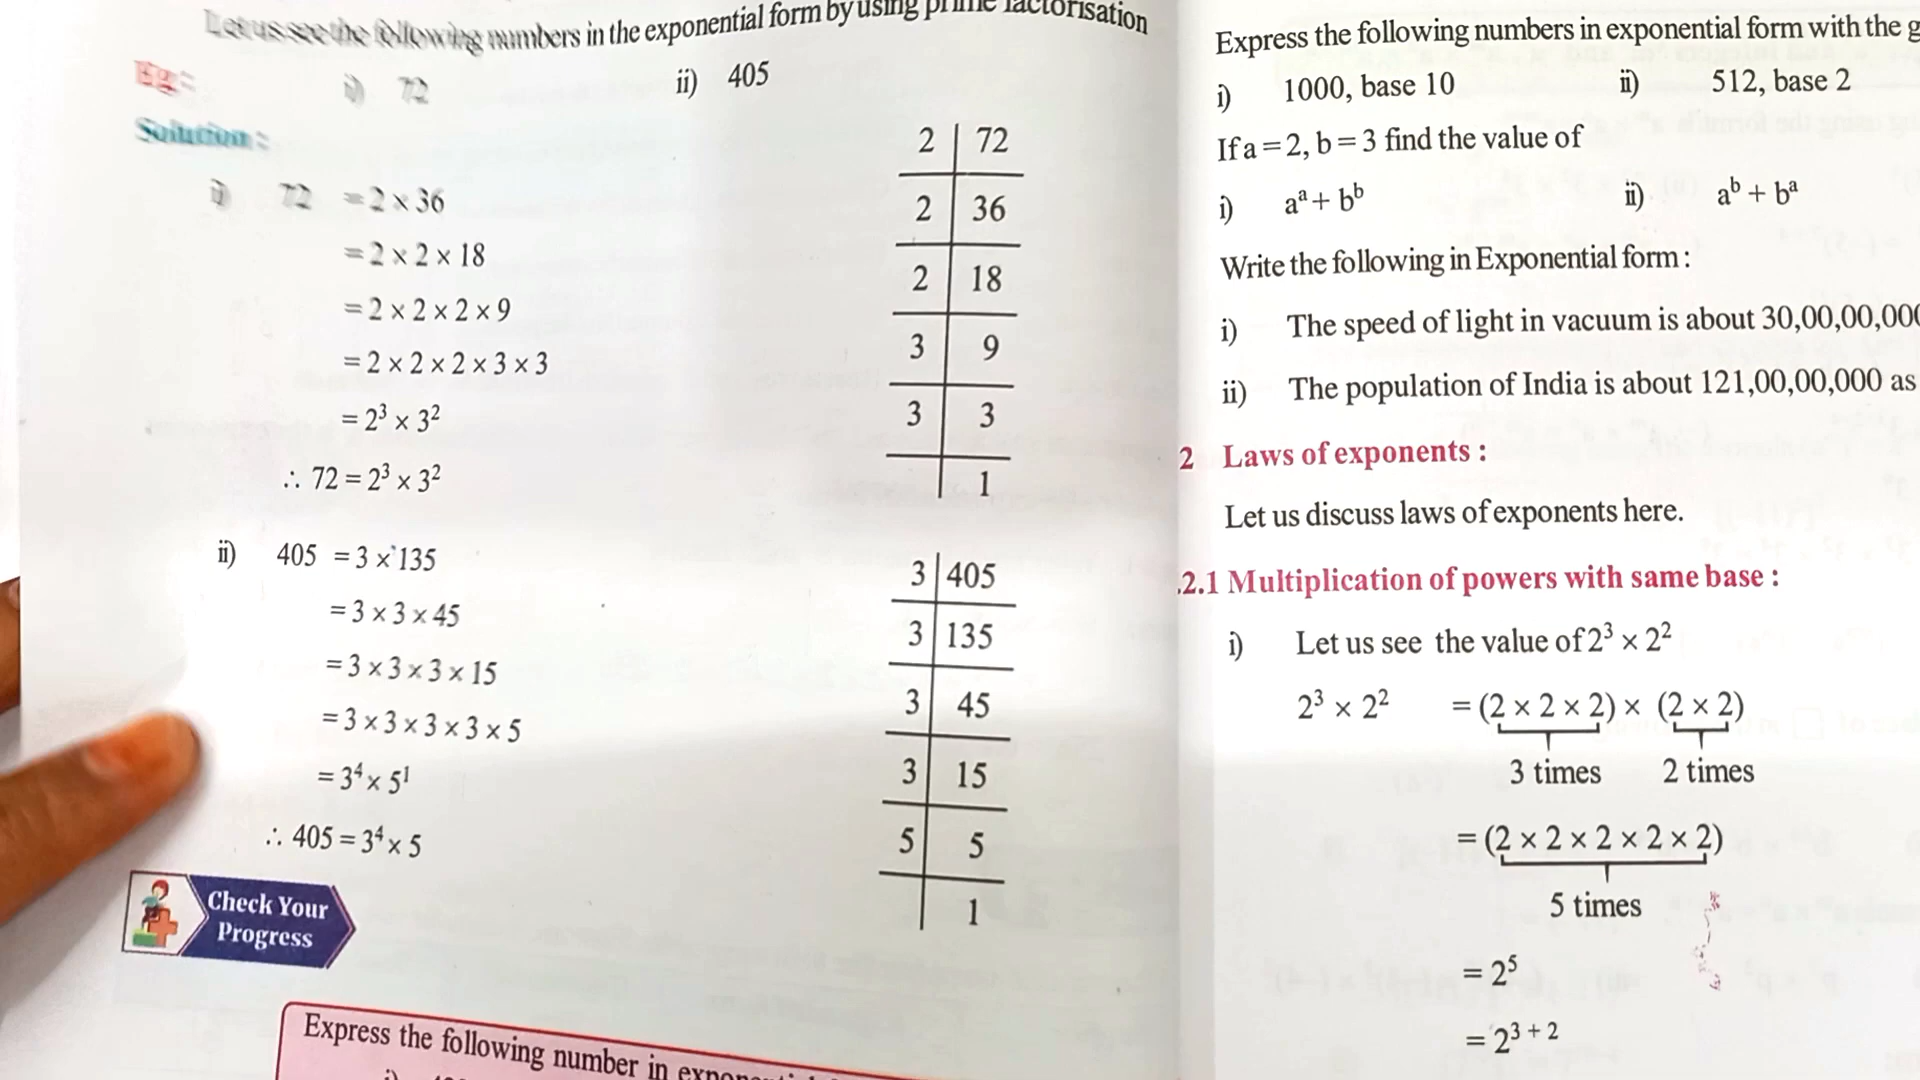 Let us see the following numbers in the exponential form by using prime factorisation
Eg:
i) 72 ii) 405
Solution :
i) 72 = 2 × 36
= 2 × 2 × 18
= 2 × 2 × 2 × 9
= 2 × 2 × 2 × 3 × 3
= 2³ × 3²
∴ 72 = 2³ × 3²
2 | 72
2 | 36
2 | 18
3 | 9
3 | 3
| 1
ii) 405 = 3 × 135
= 3 × 3 × 45
= 3 × 3 × 3 × 15
= 3 × 3 × 3 × 3 × 5
= 3⁴ × 5¹
∴ 405 = 3⁴ × 5
3 | 405
3 | 135
3 | 45
3 | 15
5 | 5
| 1
Check Your
Progress
Express the following number in
i)
Express the following numbers in exponential form with the
i) 1000, base 10 ii) 512, base 2
If a = 2, b = 3 find the value of
i) aᵃ + bᵇ ii) aᵇ + bᵃ
Write the following in Exponential form :
i) The speed of light in vacuum is about
ii) The population of India is about 121,00,00,000 as
2 Laws of exponents :
Let us discuss laws of exponents here.
.2.1 Multiplication of powers with same base :
i) Let us see the value of 2³ × 2²
2³ × 2² = (2 × 2 × 2) × (2 × 2)
3 times 2 times
= (2 × 2 × 2 × 2 × 2)
5 times
= 2⁵
= 2³ ⁺ ²